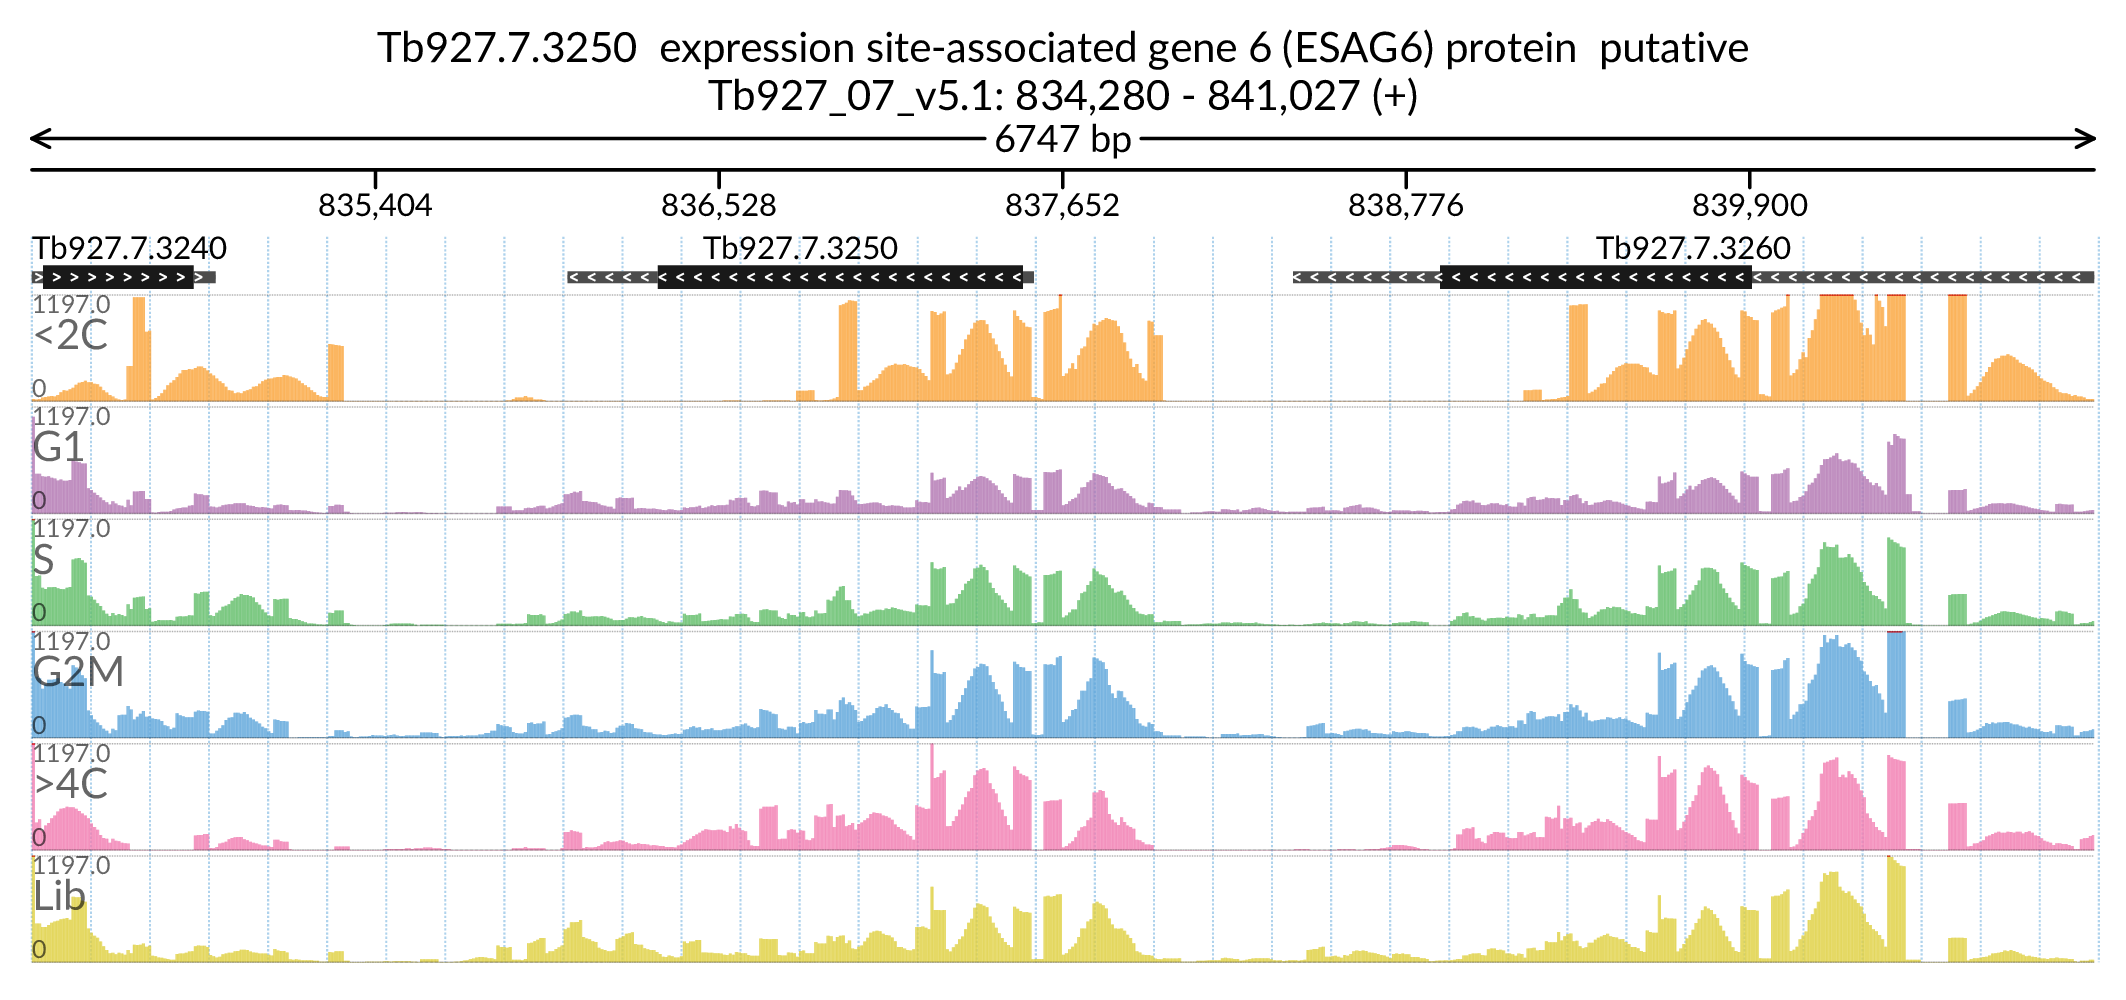 Tb927.7.3250  expression site-associated gene 6 (ESAG6) protein  putative
Tb927_07_v5.1: 834,280 - 841,027 (+)
6747 bp
835,404 836,528 837,652 838,776 839,900
Tb927.7.3240 Tb927.7.3250 Tb927.7.3260
1197.0
<2C
0
1197.0
G1
0
1197.0
S
0
1197.0
G2M
0
1197.0
>4C
0
1197.0
Lib
0